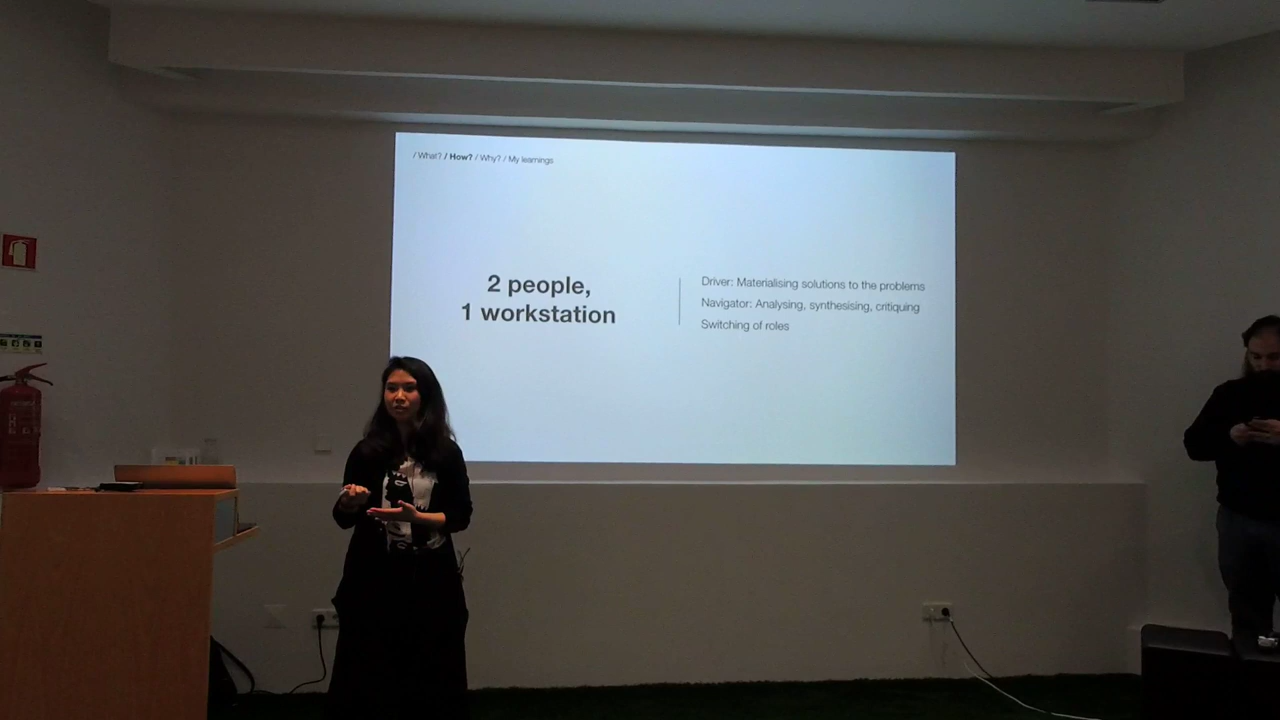 / What? / How? / Why? / My learnings
2 people,
1 workstation
Driver: Materialising solutions to the problems
Navigator: Analysing, synthesising, critiquing
Switching of roles